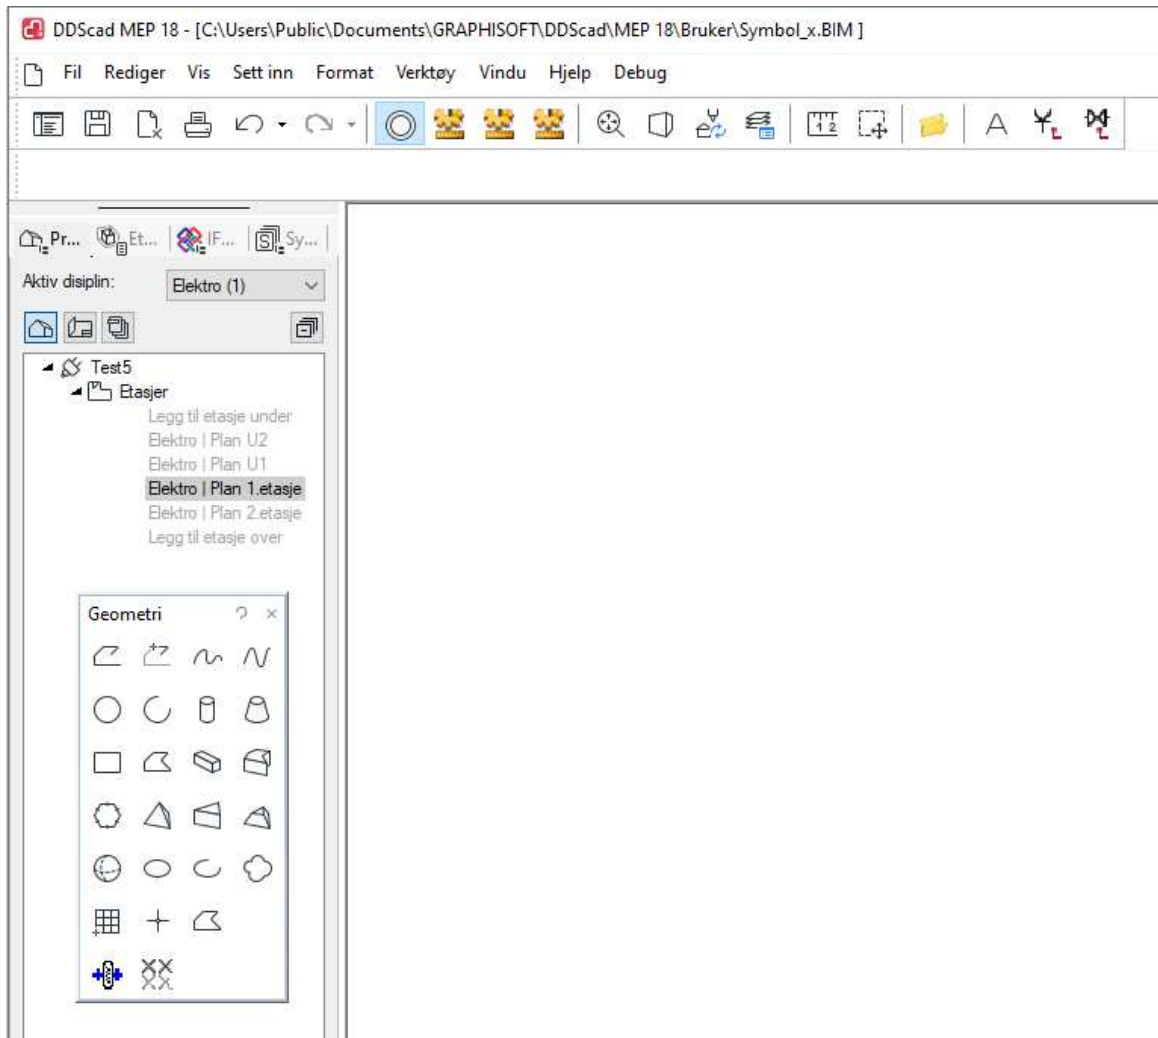 DDScad MEP 18 - [C:\Users\Public\Documents\GRAPHISOFT\DDScad\MEP 18\Bruker\Symbol_x.BIM ]
Fil Rediger Vis Sett inn Format Verktøy Vindu Hjelp Debug
Pr... Et... IF... Sy...
Aktiv disiplin: Elektro (1)
Test5
Etasjer
Legg til etasje under
Elektro | Plan U2
Elektro | Plan U1
Elektro | Plan 1.etasje
Elektro | Plan 2.etasje
Legg til etasje over
Geometri ? ×